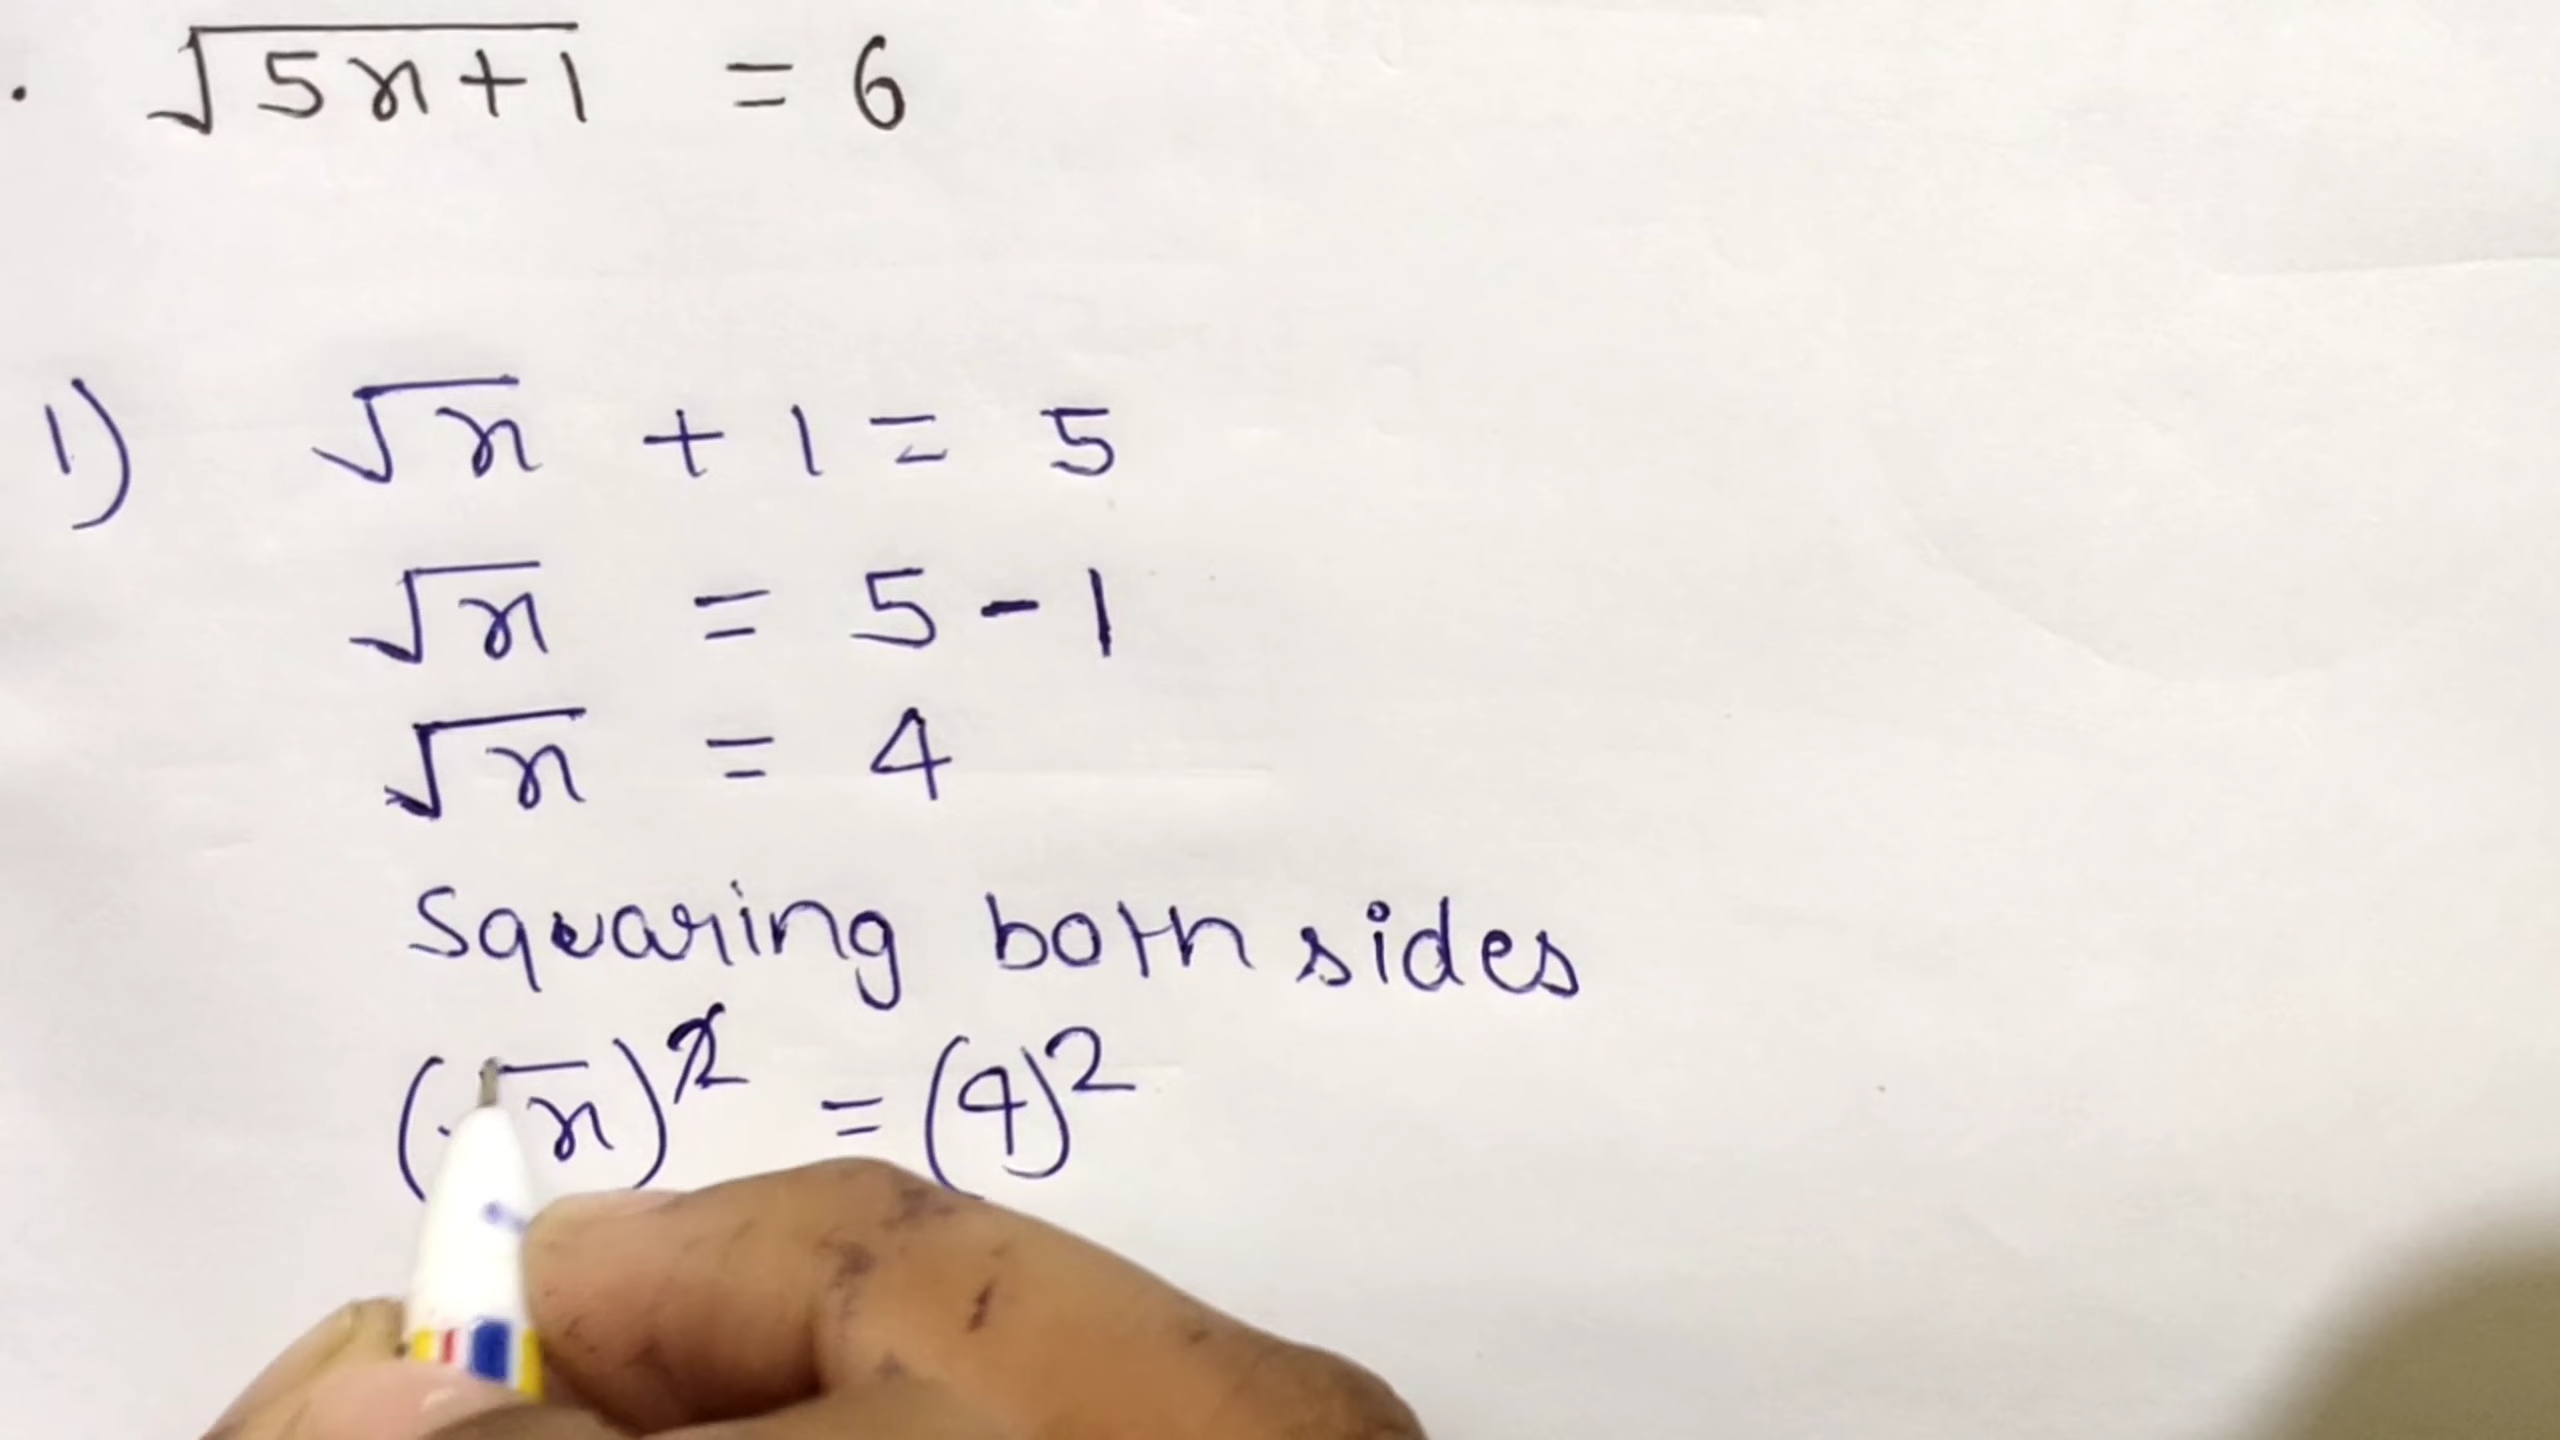 . √5x+1 = 6
1) √x + 1 = 5
√x = 5 - 1
√x = 4
Squaring both sides
(√x)² = (4)²